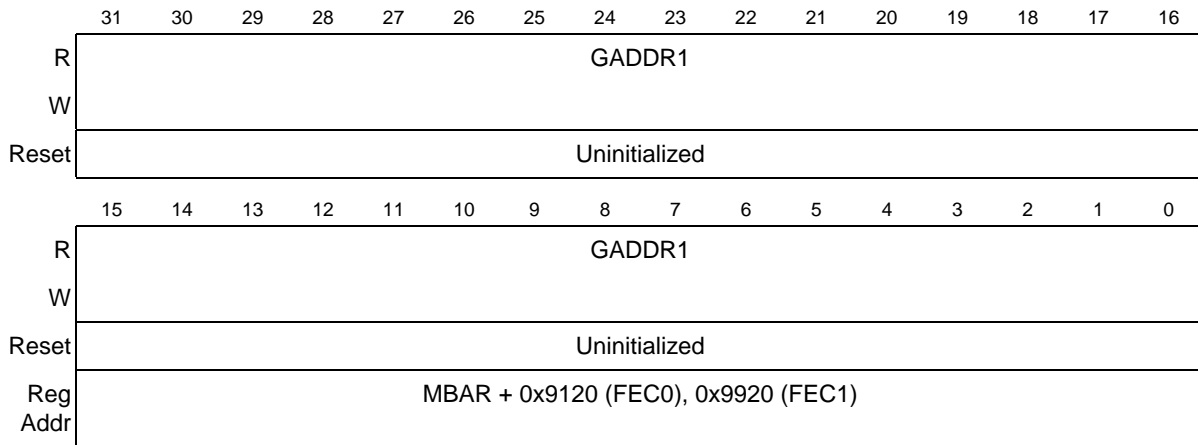 31 30 29 28 27 26 25 24 23 22 21 20 19 18 17 16
R GADDR1
W
Reset Uninitialized
15 14 13 12 11 10 9 8 7 6 5 4 3 2 1 0
R GADDR1
W
Reset Uninitialized
Reg MBAR + 0x9120 (FEC0), 0x9920 (FEC1)
Addr